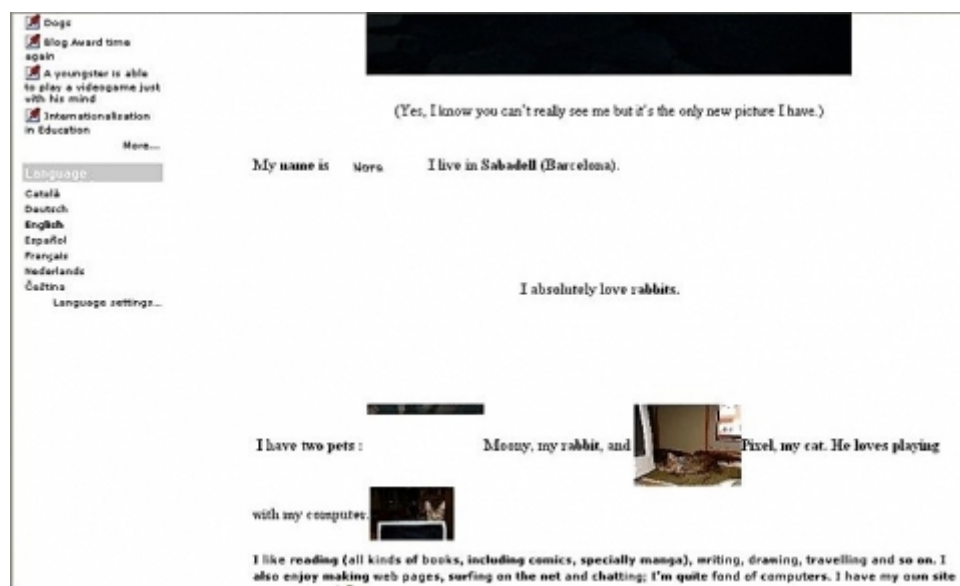 Dogs
Blog Award time
again
A youngster is able
to play a videogame just
with his mind
Internationalisation
in Education
More...
Language
Català
Deutsch
English
Español
Français
Nederlands
Čeština
Language settings...
(Yes, I know you can't really see me but it's the only new picture I have.)
My name is Nora I live in Sabadell (Barcelona).
I absolutely love rabbits.
I have two pets : Moony, my rabbit, and Pixel, my cat. He loves playing
with my computer.
I like reading (all kinds of books, including comics, specially manga), writing, drawing, travelling and so on. I
also enjoy making web pages, surfing on the net and chatting; I'm quite fond of computers. I have my own site